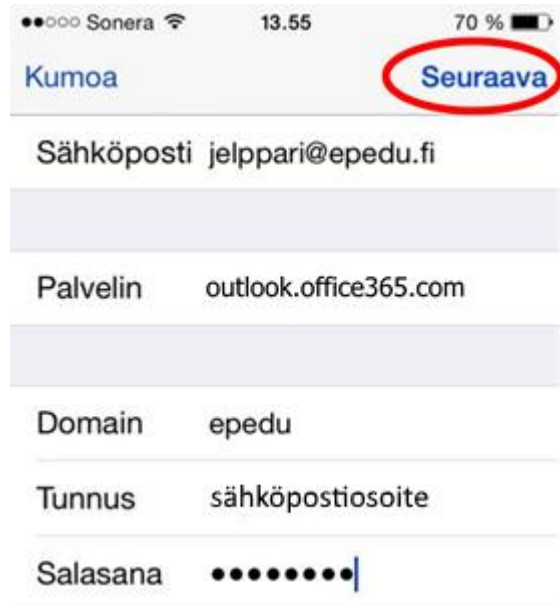 ●●○○○ Sonera 13.55 70 %
Kumoa Seuraava
Sähköposti jelppari@epedu.fi
Palvelin outlook.office365.com
Domain epedu
Tunnus sähköpostiosoite
Salasana ●●●●●●●●